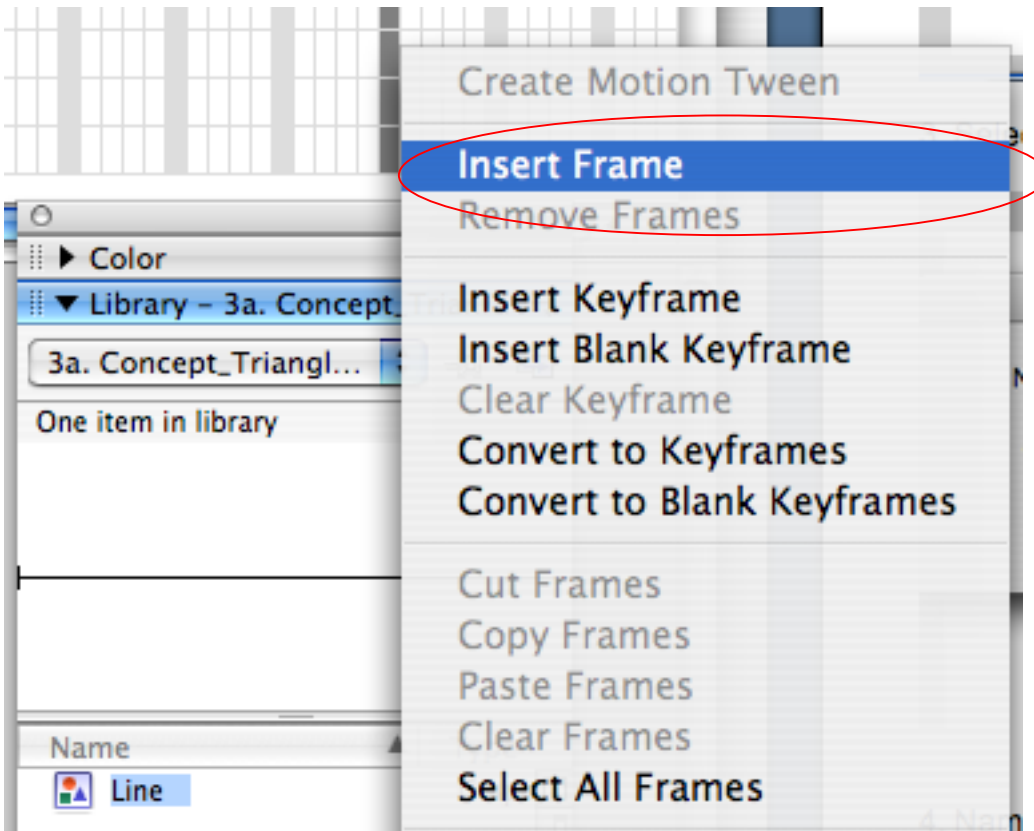 Create Motion Tween
Insert Frame
Remove Frames
Color
Library – 3a. Concept_
3a. Concept_Triangl...
One item in library
Insert Keyframe
Insert Blank Keyframe
Clear Keyframe
Convert to Keyframes
Convert to Blank Keyframes
Cut Frames
Copy Frames
Paste Frames
Clear Frames
Select All Frames
Name
Line